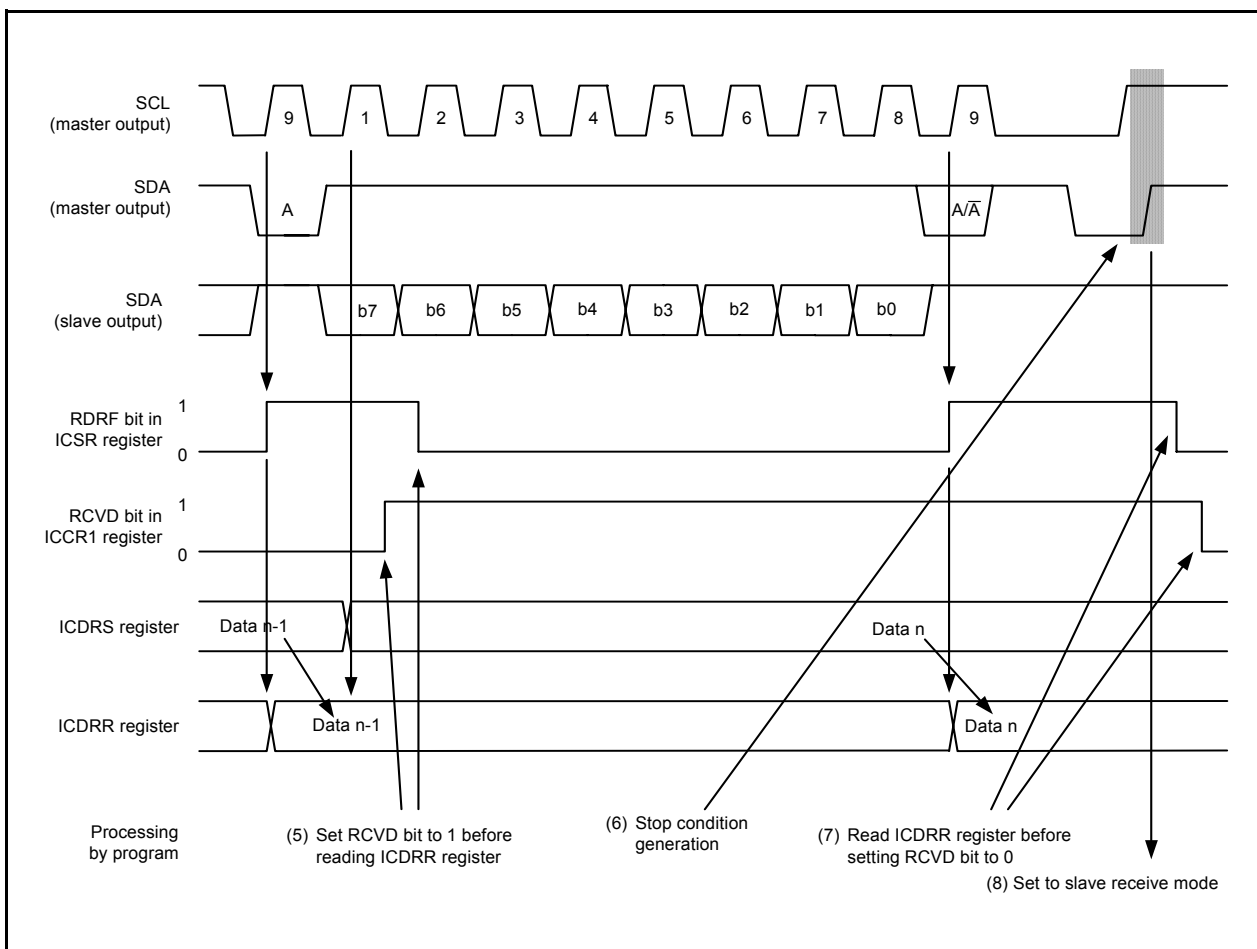 SCL
(master output)
9
1
2
3
4
5
6
7
8
9
SDA
(master output)
A
A/A̅
SDA
(slave output)
b7
b6
b5
b4
b3
b2
b1
b0
RDRF bit in
ICSR register
1
0
RCVD bit in
ICCR1 register
1
0
ICDRS register
Data n-1
Data n
ICDRR register
Data n-1
Data n
Processing
by program
(5) Set RCVD bit to 1 before
reading ICDRR register
(6) Stop condition
generation
(7) Read ICDRR register before
setting RCVD bit to 0
(8) Set to slave receive mode